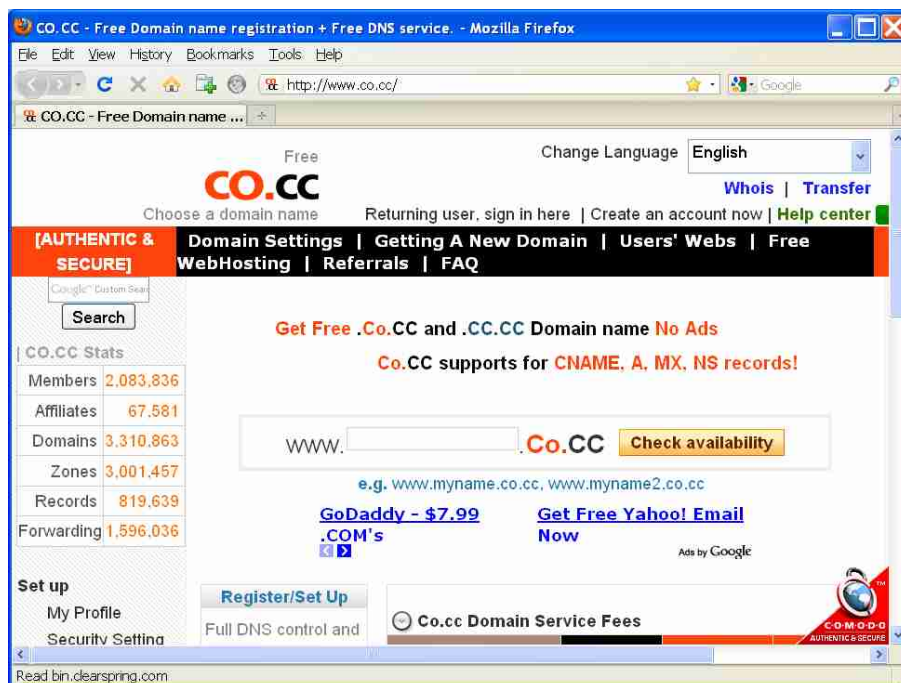 CO.CC - Free Domain name registration + Free DNS service. - Mozilla Firefox
File Edit View History Bookmarks Tools Help
http://www.co.cc/
Google
CO.CC - Free Domain name ...
Free
CO.CC
Choose a domain name
Change Language English
Whois | Transfer
Returning user, sign in here | Create an account now | Help center
[AUTHENTIC & SECURE]
Domain Settings | Getting A New Domain | Users' Webs | Free
WebHosting | Referrals | FAQ
Google™ Custom Sear
Search
| CO.CC Stats
Members 2,083,836
Affiliates 67,581
Domains 3,310,863
Zones 3,001,457
Records 819,639
Forwarding 1,596,036
Set up
My Profile
Security Setting
Get Free .Co.CC and .CC.CC Domain name No Ads
Co.CC supports for CNAME, A, MX, NS records!
www. .Co.CC Check availability
e.g. www.myname.co.cc, www.myname2.co.cc
GoDaddy - $7.99
.COM's
Get Free Yahoo! Email
Now
Ads by Google
Register/Set Up
Full DNS control and
Co.cc Domain Service Fees
TM
C·O·M·O·D·O
AUTHENTIC & SECURE
Read bin.clearspring.com